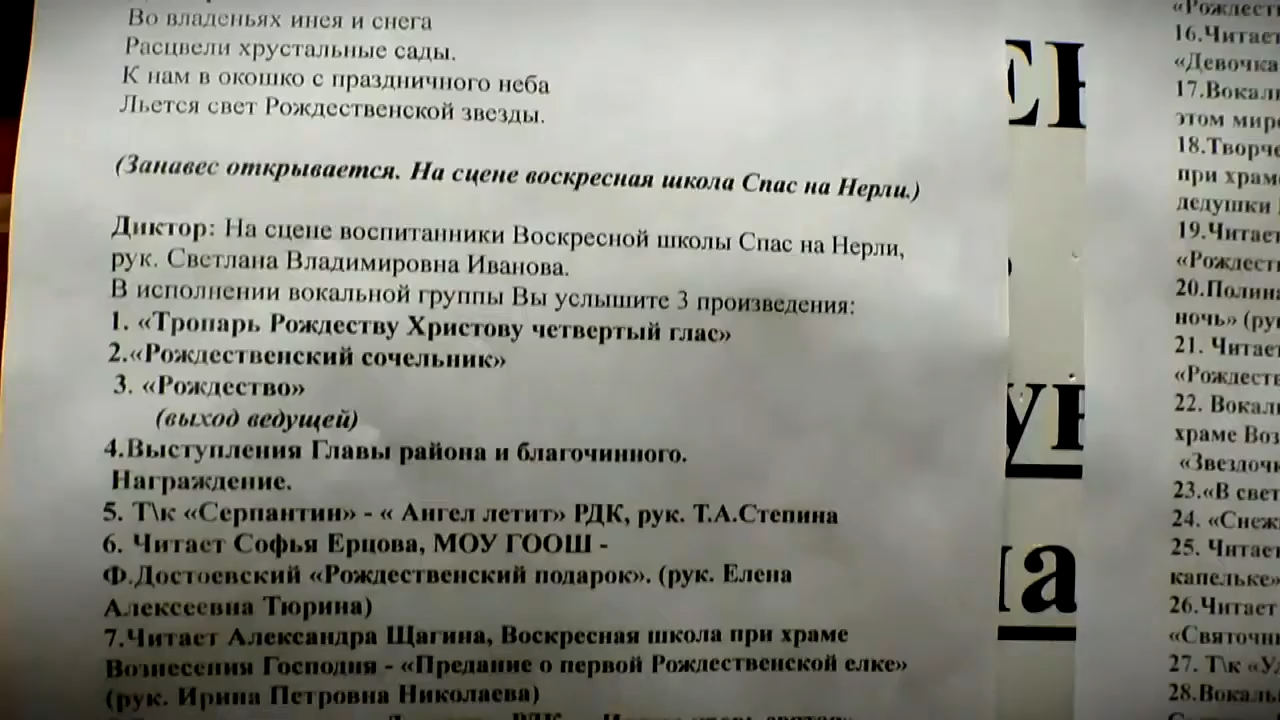 Во владеньях инея и снега
Расцвели хрустальные сады.
К нам в окошко с праздничного неба
Льется свет Рождественской звезды.
(Занавес открывается. На сцене воскресная школа Спас на Нерли.)
Диктор: На сцене воспитанники Воскресной школы Спас на Нерли,
рук. Светлана Владимировна Иванова.
В исполнении вокальной группы Вы услышите 3 произведения:
1. «Тропарь Рождеству Христову четвертый глас»
2.«Рождественский сочельник»
3. «Рождество»
(выход ведущей)
4.Выступления Главы района и благочинного.
Награждение.
5. Т\к «Серпантин» - « Ангел летит» РДК, рук. Т.А.Степина
6. Читает Софья Ерцова, МОУ ГООШ -
Ф.Достоевский «Рождественский подарок». (рук. Елена
Алексеевна Тюрина)
7.Читает Александра Щагина, Воскресная школа при храме
Вознесения Господня - «Предание о первой Рождественской елке»
(рук. Ирина Петровна Николаева)
16.Читает
«Девочка
17.Вокал
этом мир
18.Творче
при храм
дедушки
19.Читает
«Рождест
20.Полина
ночь» (рук
21. Читает
«Рождест
22. Вокал
храме Воз
«Звездочк
23.«В свет
24. «Снеж
25. Читает
капельке»
26.Читает
«Святочн
27. Т\к «У
28.Вокаль